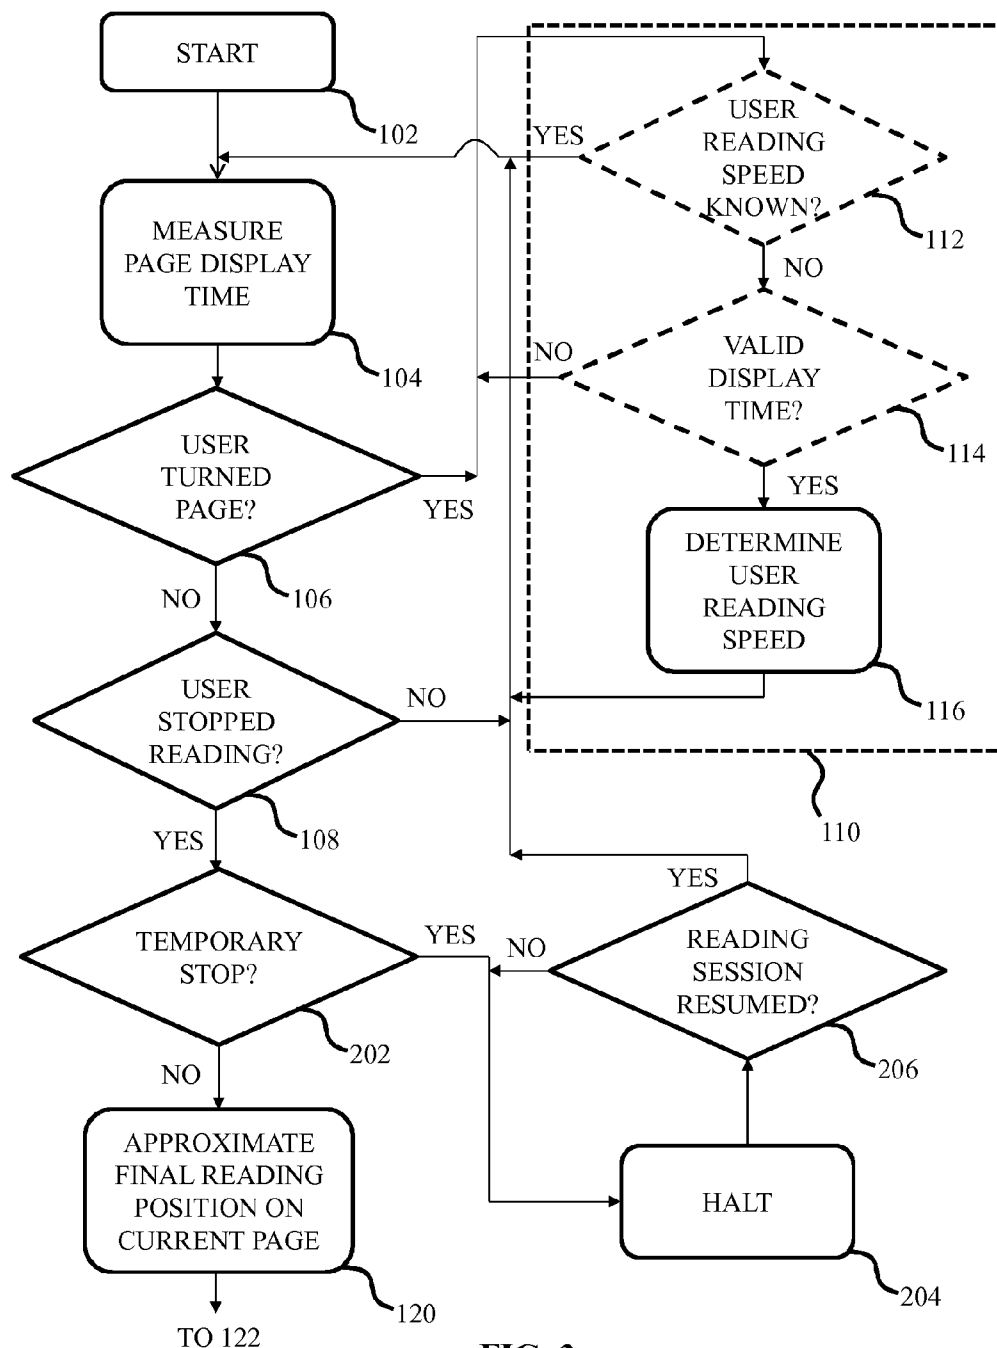 START
102
MEASURE
PAGE DISPLAY
TIME
104
USER
TURNED
PAGE?
YES
106
NO
USER
STOPPED
READING?
NO
108
YES
TEMPORARY
STOP?
YES
202
NO
APPROXIMATE
FINAL READING
POSITION ON
CURRENT PAGE
120
TO 122
USER
READING
SPEED
KNOWN?
YES
112
NO
VALID
DISPLAY
TIME?
NO
114
YES
DETERMINE
USER
READING
SPEED
116
110
YES
READING
SESSION
RESUMED?
NO
206
HALT
204